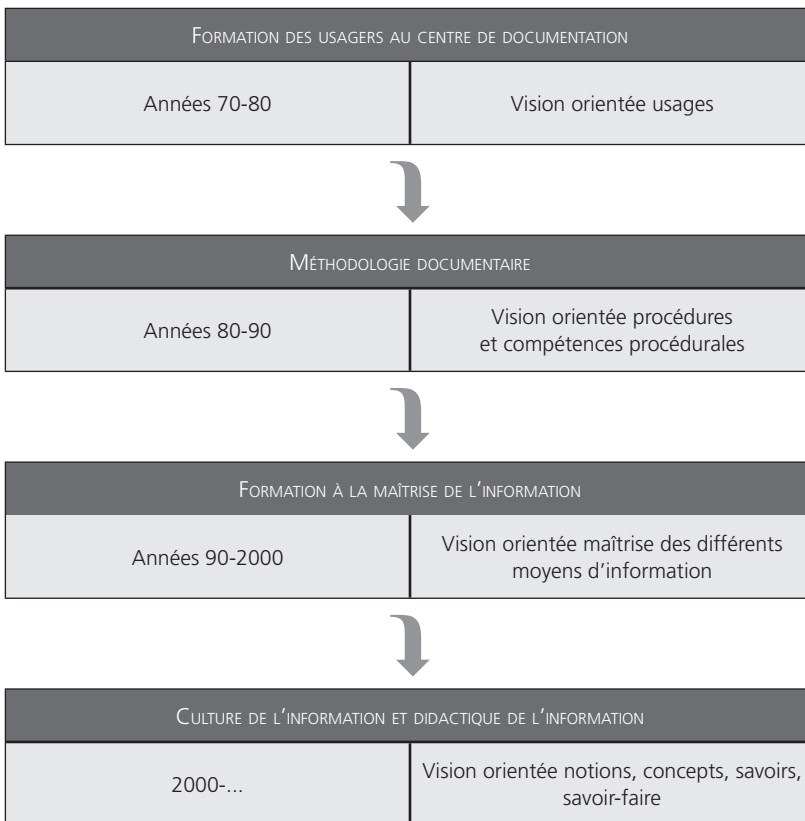 Formation des usagers au centre de documentation
Années 70-80
Vision orientée usages
Méthodologie documentaire
Années 80-90
Vision orientée procédures
et compétences procédurales
Formation à la maîtrise de l’information
Années 90-2000
Vision orientée maîtrise des différents
moyens d’information
Culture de l’information et didactique de l’information
2000-...
Vision orientée notions, concepts, savoirs,
savoir-faire